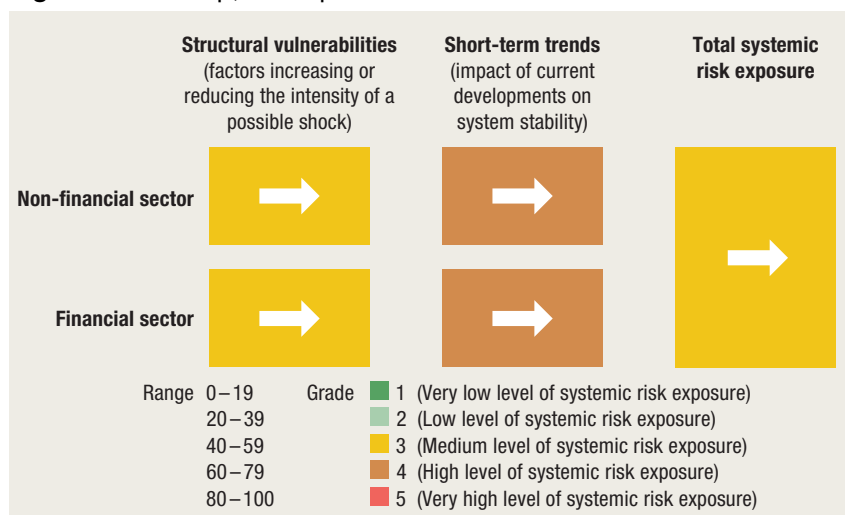 Structural vulnerabilities
(factors increasing or
reducing the intensity of a
possible shock)
Short-term trends
(impact of current
developments on
system stability)
Total systemic
risk exposure
Non-financial sector
Financial sector
Range 0–19 Grade 1 (Very low level of systemic risk exposure)
20–39 2 (Low level of systemic risk exposure)
40–59 3 (Medium level of systemic risk exposure)
60–79 4 (High level of systemic risk exposure)
80–100 5 (Very high level of systemic risk exposure)